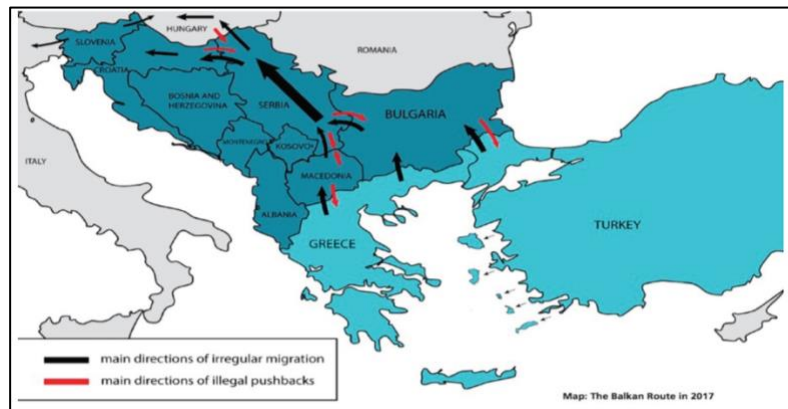 HUNGARY
SLOVENIA
ROMANIA
CROATIA
BOSNIA AND
HERZEGOVINA
SERBIA
BULGARIA
MONTENEGRO
KOSOVO
ITALY
MACEDONIA
ALBANIA
GREECE
TURKEY
main directions of irregular migration
main directions of illegal pushbacks
Map: The Balkan Route in 2017